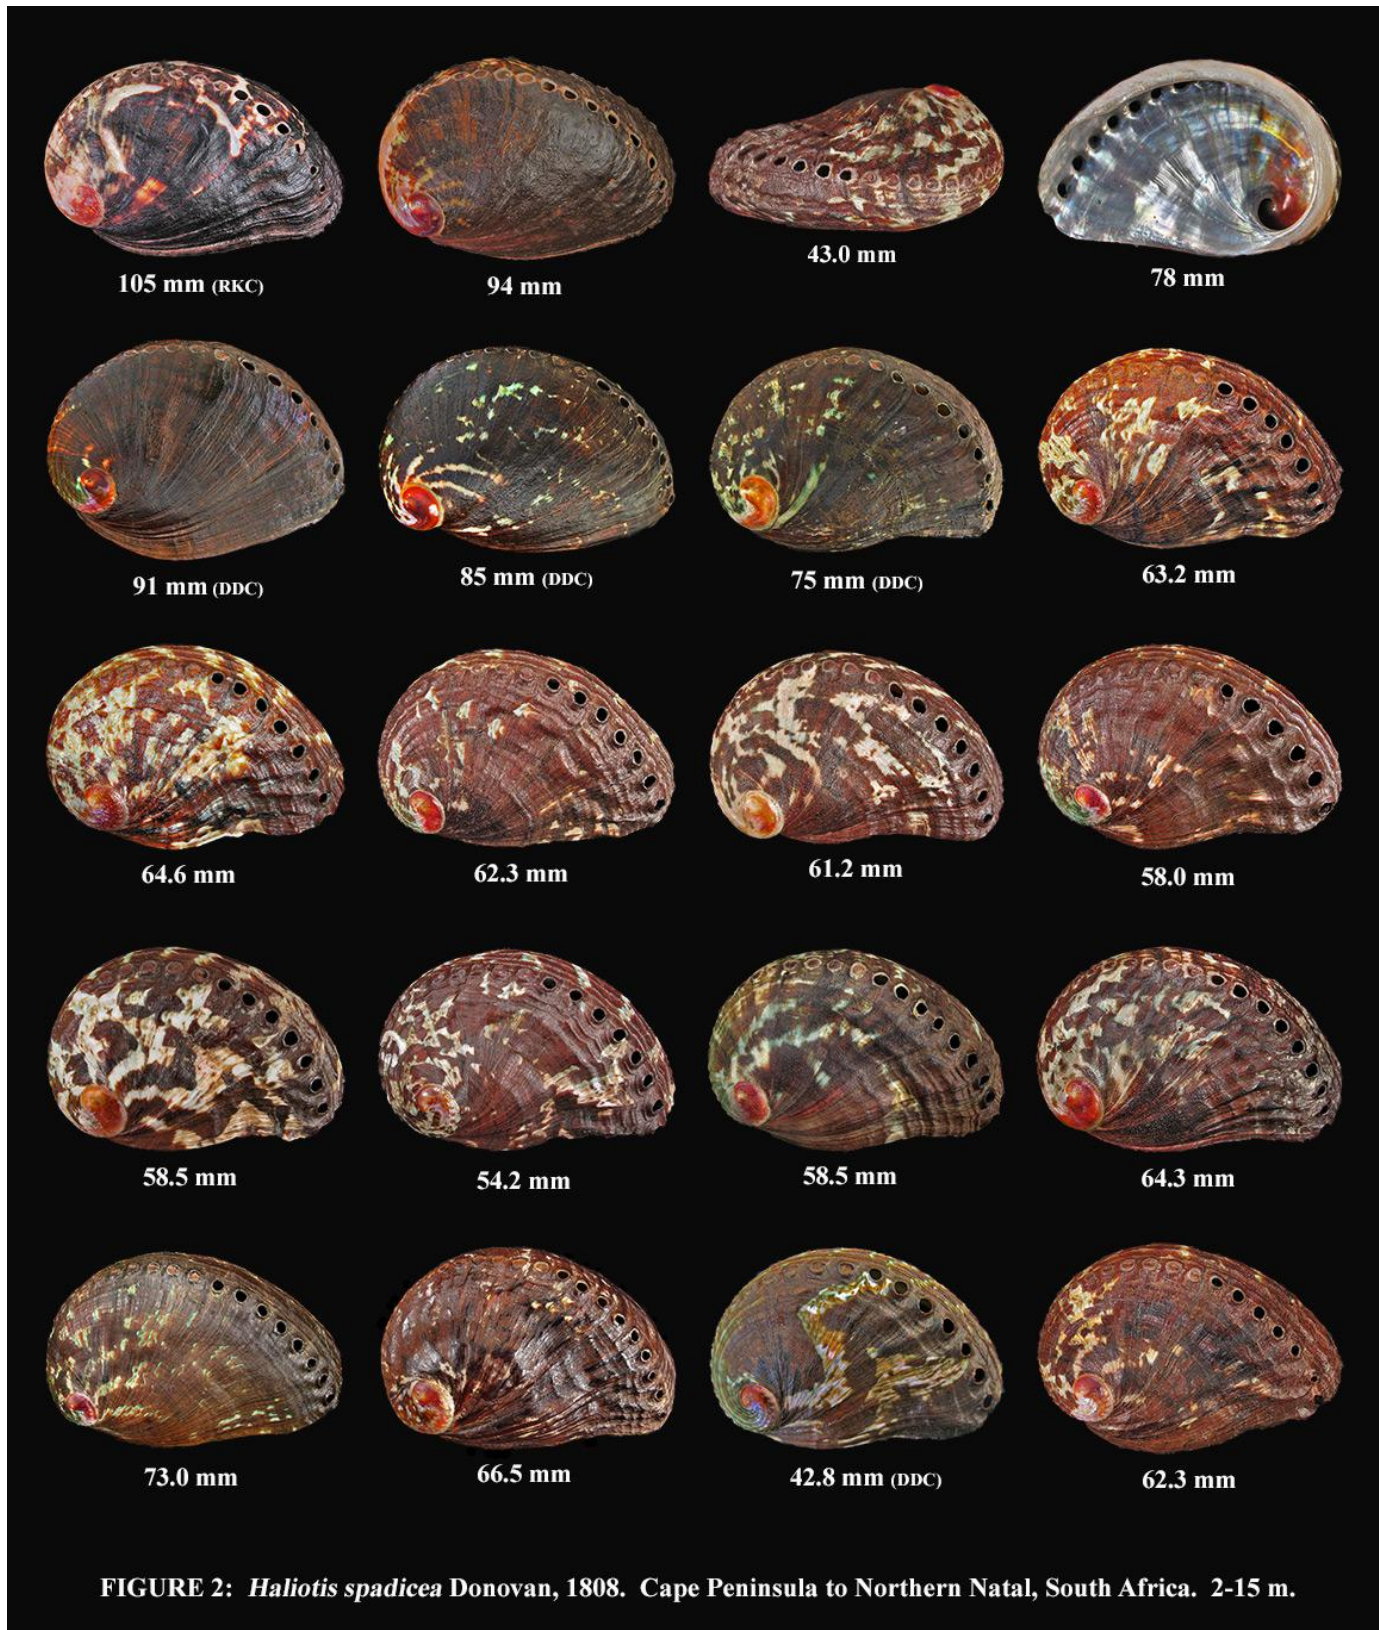 105 mm (RKC)
94 mm
43.0 mm
78 mm
91 mm (DDC)
85 mm (DDC)
75 mm (DDC)
63.2 mm
64.6 mm
62.3 mm
61.2 mm
58.0 mm
58.5 mm
54.2 mm
58.5 mm
64.3 mm
73.0 mm
66.5 mm
42.8 mm (DDC)
62.3 mm
FIGURE 2: Haliotis spadicea Donovan, 1808. Cape Peninsula to Northern Natal, South Africa. 2-15 m.